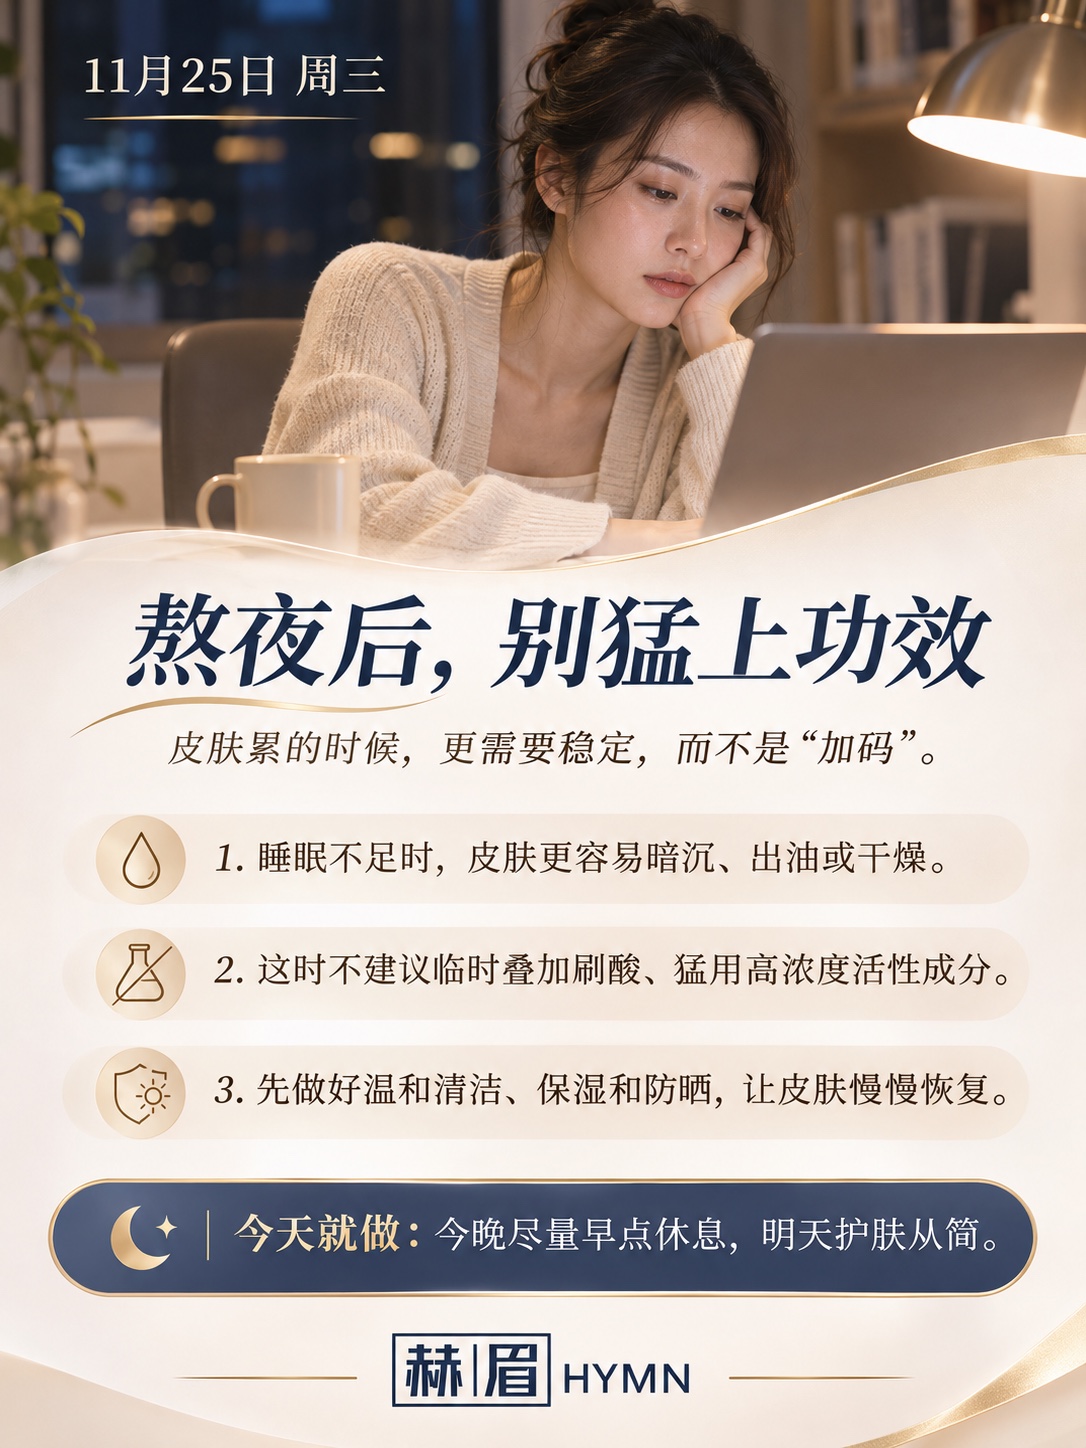 11月25日 周三
熬夜后，别猛上功效
皮肤累的时候，更需要稳定，而不是“加码”。
1. 睡眠不足时，皮肤更容易暗沉、出油或干燥。
2. 这时不建议临时叠加刷酸、猛用高浓度活性成分。
3. 先做好温和清洁、保湿和防晒，让皮肤慢慢恢复。
今天就做：今晚尽量早点休息，明天护肤从简。
赫|眉 HYMN